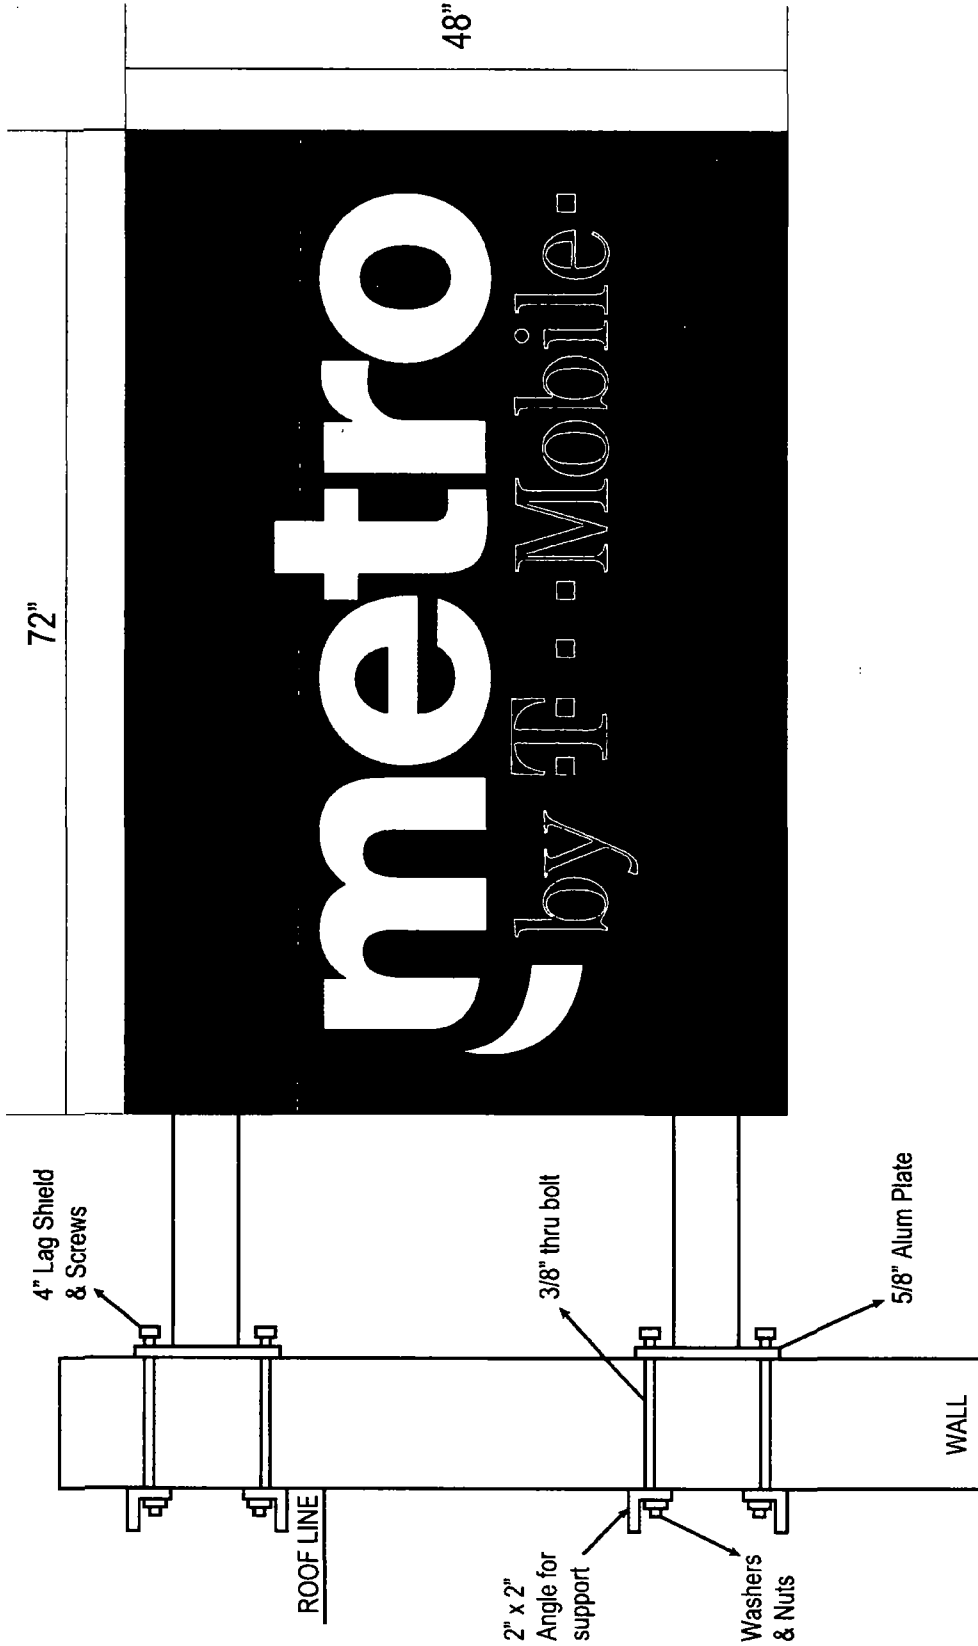 72”
48”
metro
by T · · Mobile ·
4” Lag Shield
& Screws
3/8” thru bolt
5/8” Alum Plate
WALL
ROOF LINE
2” x 2”
Angle for
support
Washers
& Nuts